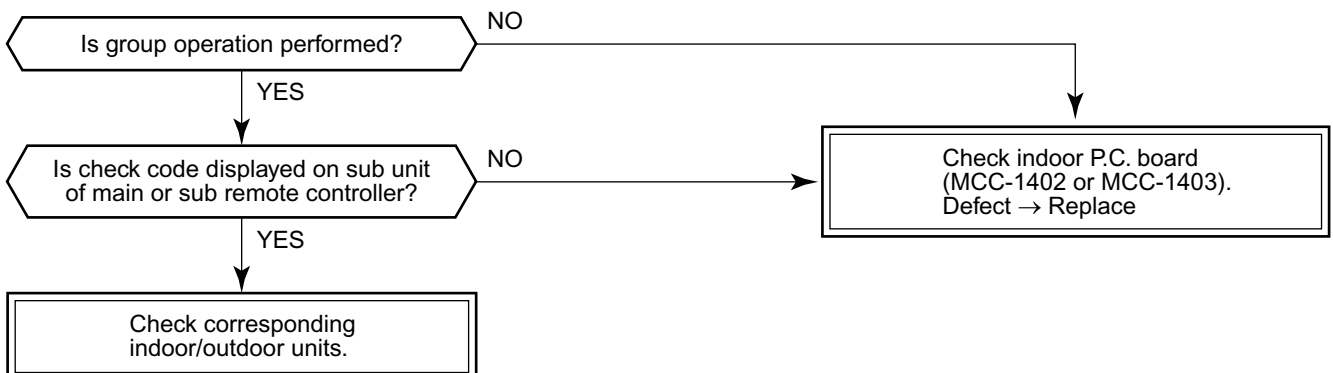 Is group operation performed?
NO
YES
Is check code displayed on sub unit
of main or sub remote controller?
NO
Check indoor P.C. board
(MCC-1402 or MCC-1403).
Defect → Replace
YES
Check corresponding
indoor/outdoor units.